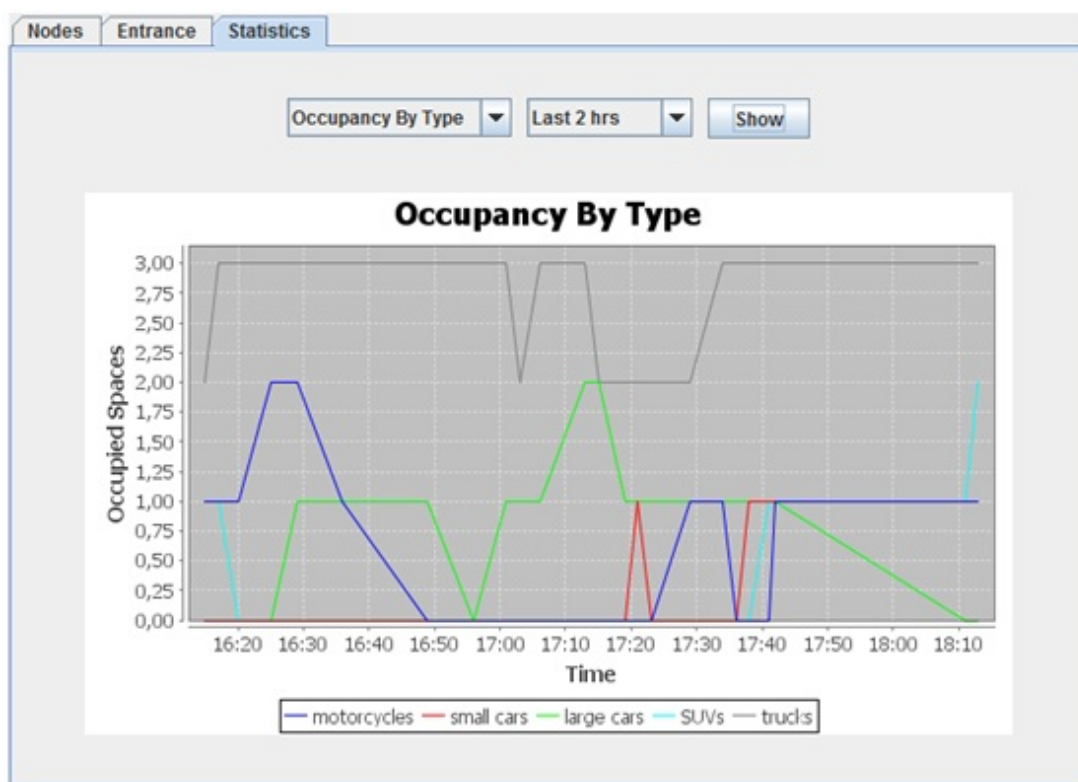 Nodes Entrance Statistics
Occupancy By Type Last 2 hrs Show
Occupancy By Type
3,00
2,75
2,50
2,25
2,00
1,75
1,50
1,25
1,00
0,75
0,50
0,25
0,00
Occupied Spaces
16:20 16:30 16:40 16:50 17:00 17:10 17:20 17:30 17:40 17:50 18:00 18:10
Time
motorcycles small cars large cars SUVs trucks